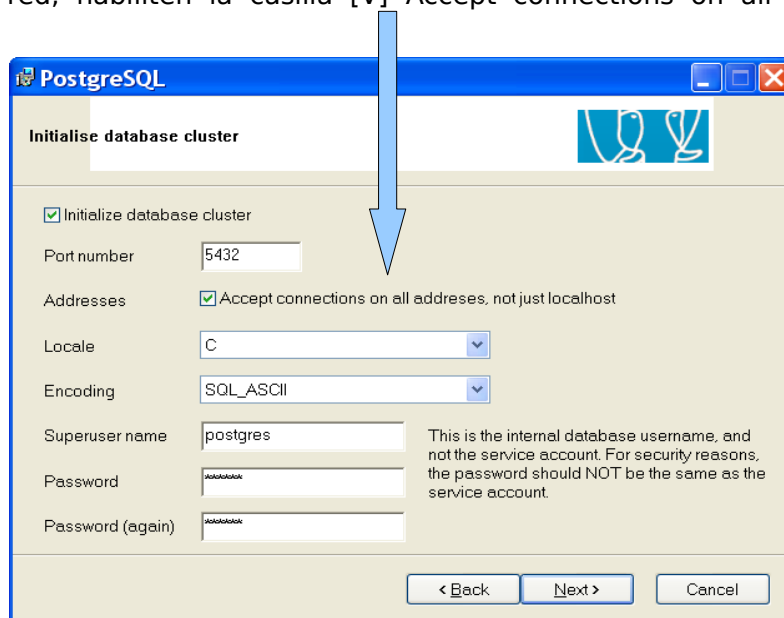 red, habiliten la casilla [V] Accept connections on all
PostgreSQL
Initialise database cluster
Initialize database cluster
Port number 5432
Addresses Accept connections on all addreses, not just localhost
Locale C
Encoding SQL_ASCII
Superuser name postgres
This is the internal database username, and
not the service account. For security reasons,
the password should NOT be the same as the
service account.
Password ******
Password (again) ******
< Back Next > Cancel